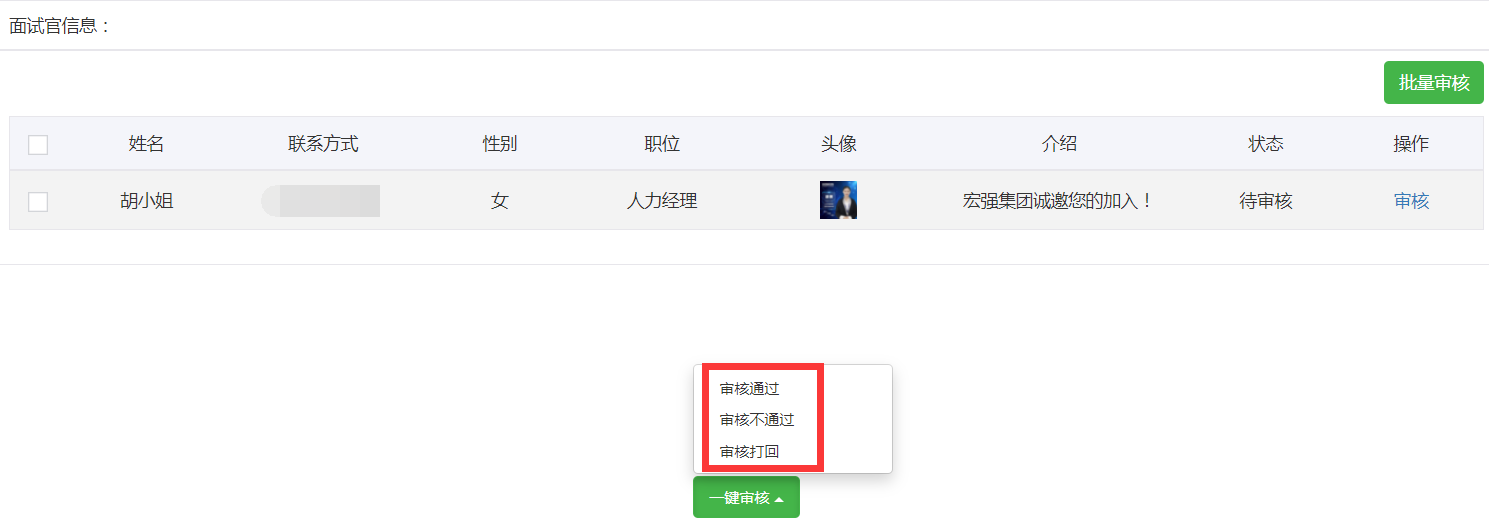 面试官信息：
批量审核
姓名 联系方式 性别 职位 头像 介绍 状态 操作
胡小姐 女 人力经理 宏强集团诚邀您的加入！ 待审核 审核
审核通过
审核不通过
审核打回
一键审核